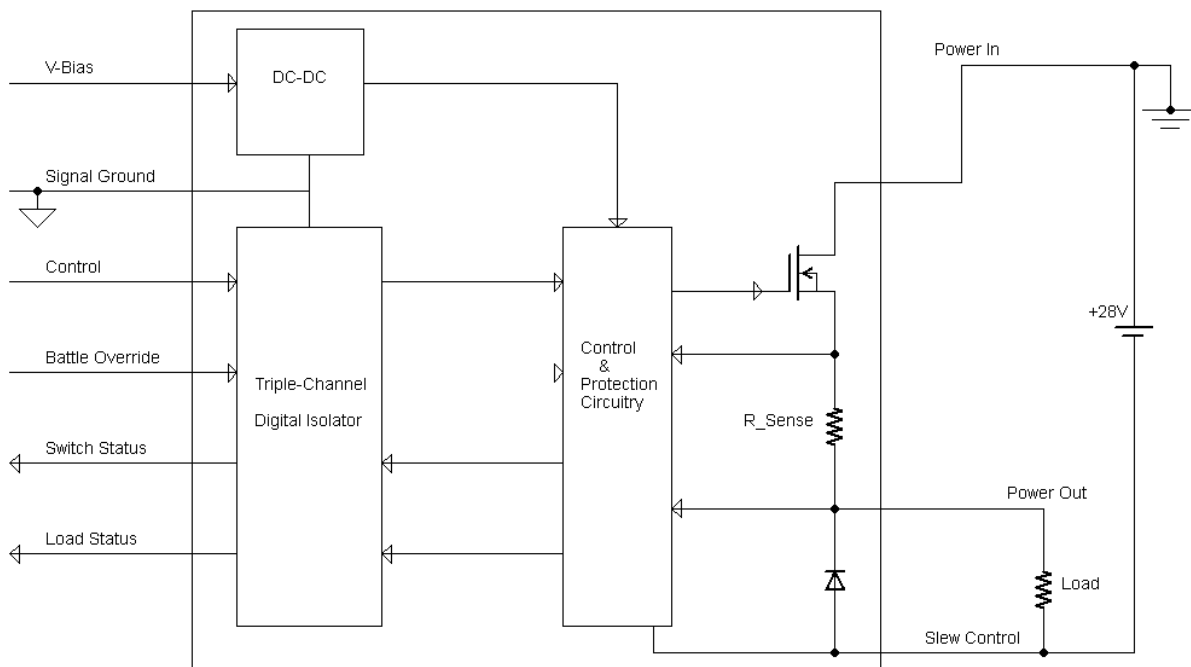 Power In
V-Bias
DC-DC
Signal Ground
Control
+28V
Battle Override
Control
&
Protection
Circuitry
Triple-Channel
Digital Isolator
R_Sense
Switch Status
Power Out
Load Status
Load
Slew Control